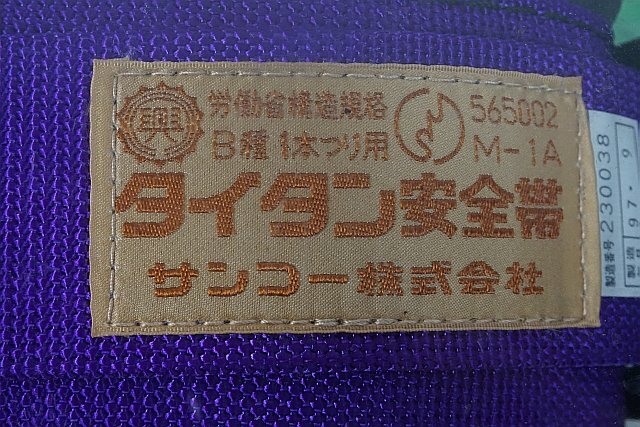 興
労働省構造規格
B種 1本つり用
565002
M-1A
タイタン安全帯
サンコー株式会社
製造番号 230038
製造 97. 9